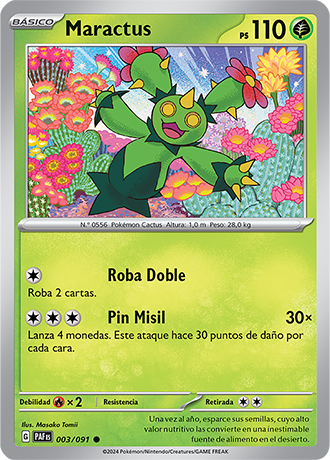 BÁSICO
Maractus
PS 110
N.º 0556 Pokémon Cactus Altura: 1,0 m Peso: 28,0 kg
Roba Doble
Roba 2 cartas.
Pin Misil 30×
Lanza 4 monedas. Este ataque hace 30 puntos de daño por
cada cara.
Debilidad ×2 Resistencia Retirada
Ilus. Masako Tomii
G PAF ES 003/091
Una vez al año, esparce sus semillas, cuyo alto
valor nutritivo las convierte en una inestimable
fuente de alimento en el desierto.
©2024 Pokémon/Nintendo/Creatures/GAME FREAK